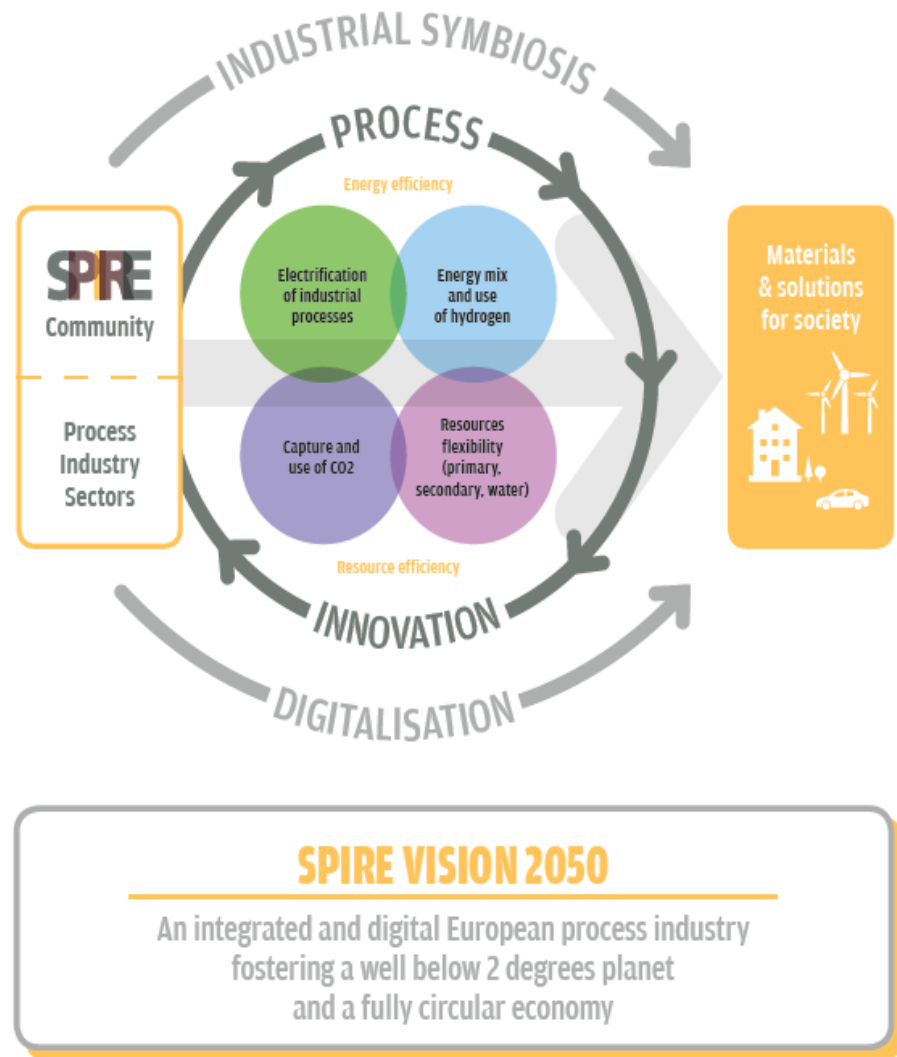 INDUSTRIAL SYMBIOSIS
PROCESS
Energy efficiency
SPIRE
Community
Process
Industry
Sectors
Electrification
of industrial
processes
Energy mix
and use
of hydrogen
Capture and
use of CO2
Resources
flexibility
(primary,
secondary, water)
Resource efficiency
INNOVATION
DIGITALISATION
Materials
& solutions
for society
SPIRE VISION 2050
An integrated and digital European process industry
fostering a well below 2 degrees planet
and a fully circular economy